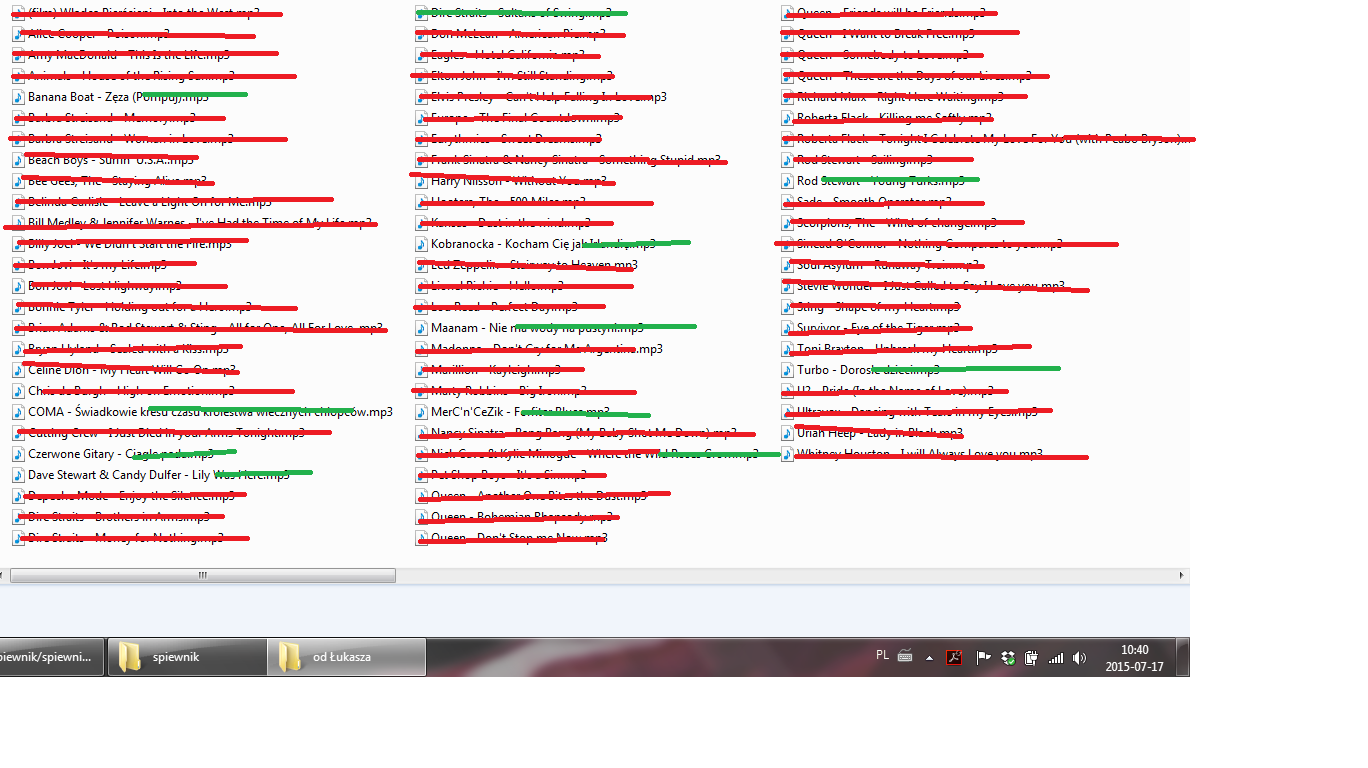 (film) Władca Pierścieni - Into the West.mp3
Alice Cooper - Poison.mp3
Amy MacDonald - This Is the Life.mp3
Animals - House of the Rising Sun.mp3
Banana Boat - Zęza (Pompuj).mp3
Barbra Streisand - Memory.mp3
Barbra Streisand - Woman in Love.mp3
Beach Boys - Surfin' U.S.A..mp3
Bee Gees, The - Staying Alive.mp3
Belinda Carlisle - Leave a Light On for Me.mp3
Bill Medley & Jennifer Warnes - I've Had the Time of My Life.mp3
Billy Joel - We Didn't Start the Fire.mp3
Bon Jovi - It's my Life.mp3
Bon Jovi - Lost Highway.mp3
Bonnie Tyler - Holding out for a Hero.mp3
Brian Adams & Rod Stewart & Sting - All for One, All For Love .mp3
Bryan Hyland - Sealed with a Kiss.mp3
Celine Dion - My Heart Will Go On.mp3
Chris de Burgh - High on Emotion.mp3
COMA - Świadkowie kresu czasu królestwa wiecznych chłopców.mp3
Cutting Crew - I Just Died in your Arms Tonight.mp3
Czerwone Gitary - Ciągle pada.mp3
Dave Stewart & Candy Dulfer - Lily Was Here.mp3
Depeche Mode - Enjoy the Silence.mp3
Dire Straits - Brothers in Arms.mp3
Dire Straits - Money for Nothing.mp3
Dire Straits - Sultans of Swing.mp3
Don McLean - American Pie.mp3
Eagles - Hotel California.mp3
Elton John - I'm Still Standing.mp3
Elvis Presley - Can't Help Falling In Love.mp3
Europe - The Final Countdown.mp3
Eurythmics - Sweet Dreams.mp3
Frank Sinatra & Nancy Sinatra - Something Stupid.mp3
Harry Nilsson - Without You.mp3
Hooters, The - 500 Miles.mp3
Kansas - Dust in the wind.mp3
Kobranocka - Kocham Cię jak Irlandię.mp3
Led Zeppelin - Stairway to Heaven.mp3
Lionel Richie - Hello.mp3
Lou Reed - Perfect Day.mp3
Maanam - Nie ma wody na pustyni.mp3
Madonna - Don't Cry for Me Argentina.mp3
Marillion - Kayleigh.mp3
Marty Robbins - Big Iron.mp3
MerC'n'CeZik - Farfitee Blues.mp3
Nancy Sinatra - Bang Bang (My Baby Shot Me Down).mp3
Nick Cave & Kylie Minogue - Where the Wild Roses Grow.mp3
Pet Shop Boys - It's a Sin.mp3
Queen - Another One Bites the Dust.mp3
Queen - Bohemian Rhapsody.mp3
Queen - Don't Stop me Now.mp3
Queen - Friends will be Friends.mp3
Queen - I Want to Break Free.mp3
Queen - Somebody to Love.mp3
Queen - These are the Days of our Lives.mp3
Richard Marx - Right Here Waiting.mp3
Roberta Flack - Killing me Softly.mp3
Roberta Flack - Tonight I Celebrate My Love For You (with Peabo Bryson)....
Rod Stewart - Sailing.mp3
Rod Stewart - Young Turks.mp3
Sade - Smooth Operator.mp3
Scorpions, The - Wind of change.mp3
Sinead O'Connor - Nothing Compares to you.mp3
Soul Asylum - Runaway Train.mp3
Stevie Wonder - I Just Called to Say I Love you.mp3
Sting - Shape of my Heart.mp3
Survivor - Eye of the Tiger.mp3
Toni Braxton - Unbreak my Heart.mp3
Turbo - Dorosłe dzieci.mp3
U2 - Pride (In the Name of Love).mp3
Ultravox - Dancing with Tears in my Eyes.mp3
Uriah Heep - Lady in Black.mp3
Whitney Houston - I will Always Love you.mp3
piewnik/spiewni...
spiewnik
od Łukasza
PL
10:40
2015-07-17